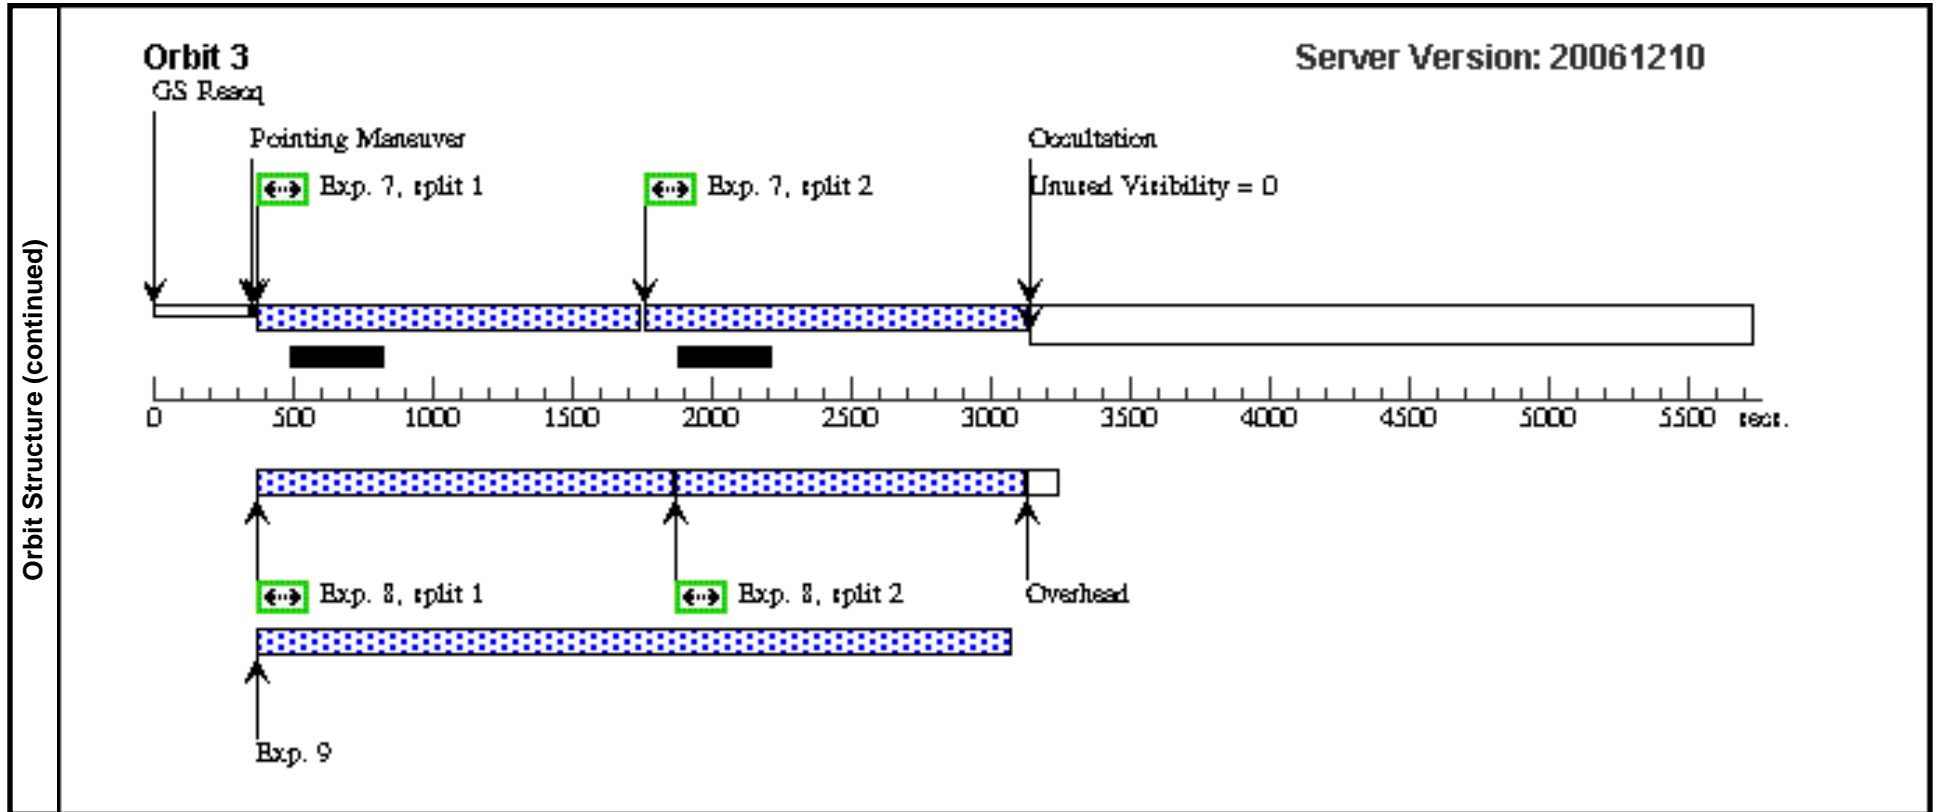 Orbit Structure (continued)
Orbit 3
Server Version: 20061210
GS Reacq
Pointing Maneuver
Occultation
Exp. 7, split 1
Exp. 7, split 2
Unused Visibility = 0
0 500 1000 1500 2000 2500 3000 3500 4000 4500 5000 5500 secs.
Exp. 8, split 1
Exp. 8, split 2
Overhead
Exp. 9